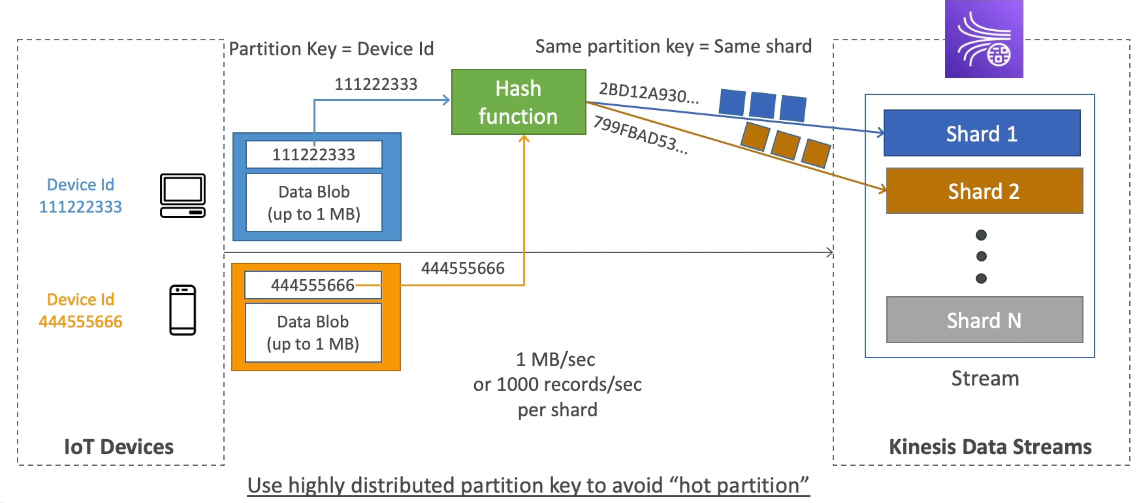 Partition Key = Device Id
Same partition key = Same shard
111222333
Hash
function
2BD12A930...
799FBAD53...
Shard 1
Shard 2
Shard N
Stream
Device Id
111222333
111222333
Data Blob
(up to 1 MB)
444555666
Device Id
444555666
444555666
Data Blob
(up to 1 MB)
1 MB/sec
or 1000 records/sec
per shard
IoT Devices
Kinesis Data Streams
Use highly distributed partition key to avoid “hot partition”